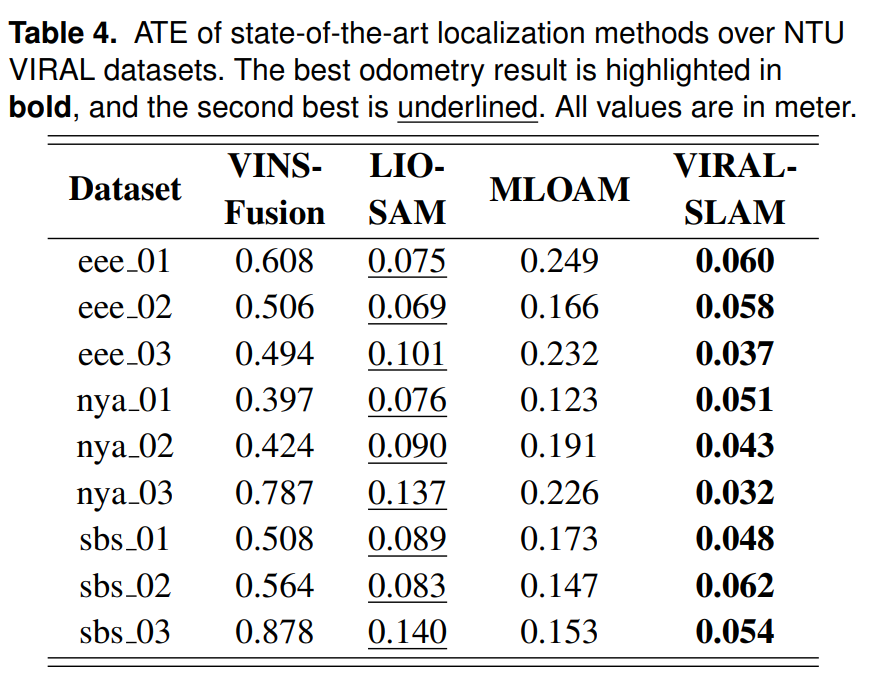 Table 4. ATE of state-of-the-art localization methods over NTU
VIRAL datasets. The best odometry result is highlighted in
bold, and the second best is underlined. All values are in meter.
Dataset VINS-Fusion LIO-SAM MLOAM VIRAL-SLAM
eee_01 0.608 0.075 0.249 0.060
eee_02 0.506 0.069 0.166 0.058
eee_03 0.494 0.101 0.232 0.037
nya_01 0.397 0.076 0.123 0.051
nya_02 0.424 0.090 0.191 0.043
nya_03 0.787 0.137 0.226 0.032
sbs_01 0.508 0.089 0.173 0.048
sbs_02 0.564 0.083 0.147 0.062
sbs_03 0.878 0.140 0.153 0.054